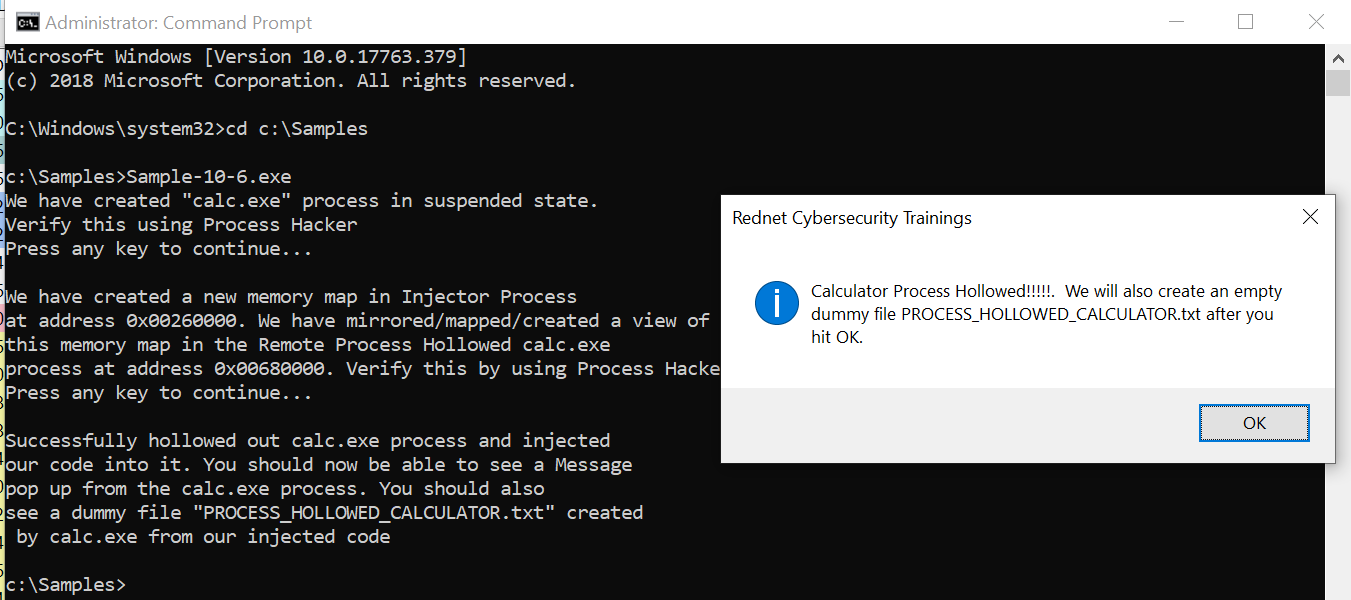 Administrator: Command Prompt
Microsoft Windows [Version 10.0.17763.379]
(c) 2018 Microsoft Corporation. All rights reserved.
C:\Windows\system32>cd c:\Samples
c:\Samples>Sample-10-6.exe
We have created "calc.exe" process in suspended state.
Verify this using Process Hacker
Press any key to continue...
We have created a new memory map in Injector Process
at address 0x00260000. We have mirrored/mapped/created a view of
this memory map in the Remote Process Hollowed calc.exe
process at address 0x00680000. Verify this by using Process Hacke
Press any key to continue...
Successfully hollowed out calc.exe process and injected
our code into it. You should now be able to see a Message
pop up from the calc.exe process. You should also
see a dummy file "PROCESS_HOLLOWED_CALCULATOR.txt" created
by calc.exe from our injected code
c:\Samples>
Rednet Cybersecurity Trainings
Calculator Process Hollowed!!!!!. We will also create an empty
dummy file PROCESS_HOLLOWED_CALCULATOR.txt after you
hit OK.
OK